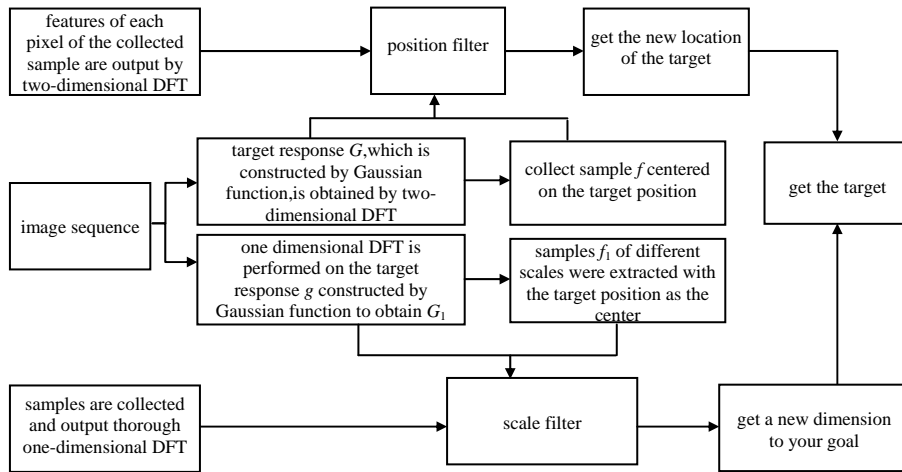 features of each
pixel of the collected
sample are output by
two-dimensional DFT
position filter
get the new location
of the target
target response G,which is
constructed by Gaussian
function,is obtained by two-
dimensional DFT
collect sample f centered
on the target position
get the target
image sequence
one dimensional DFT is
performed on the target
response g constructed by
Gaussian function to obtain G₁
samples f₁ of different
scales were extracted with
the target position as the
center
samples are collected
and output thorough
one-dimensional DFT
scale filter
get a new dimension
to your goal